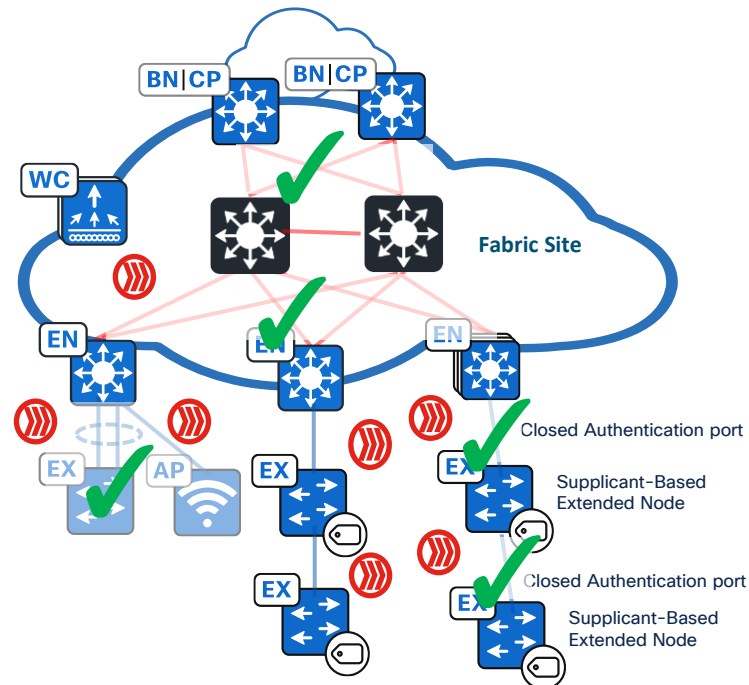 BN|CP
BN|CP
WC
Fabric Site
EN
EN
EN
Closed Authentication port
EX
AP
EX
EX
Supplicant-Based
Extended Node
Closed Authentication port
EX
EX
Supplicant-Based
Extended Node